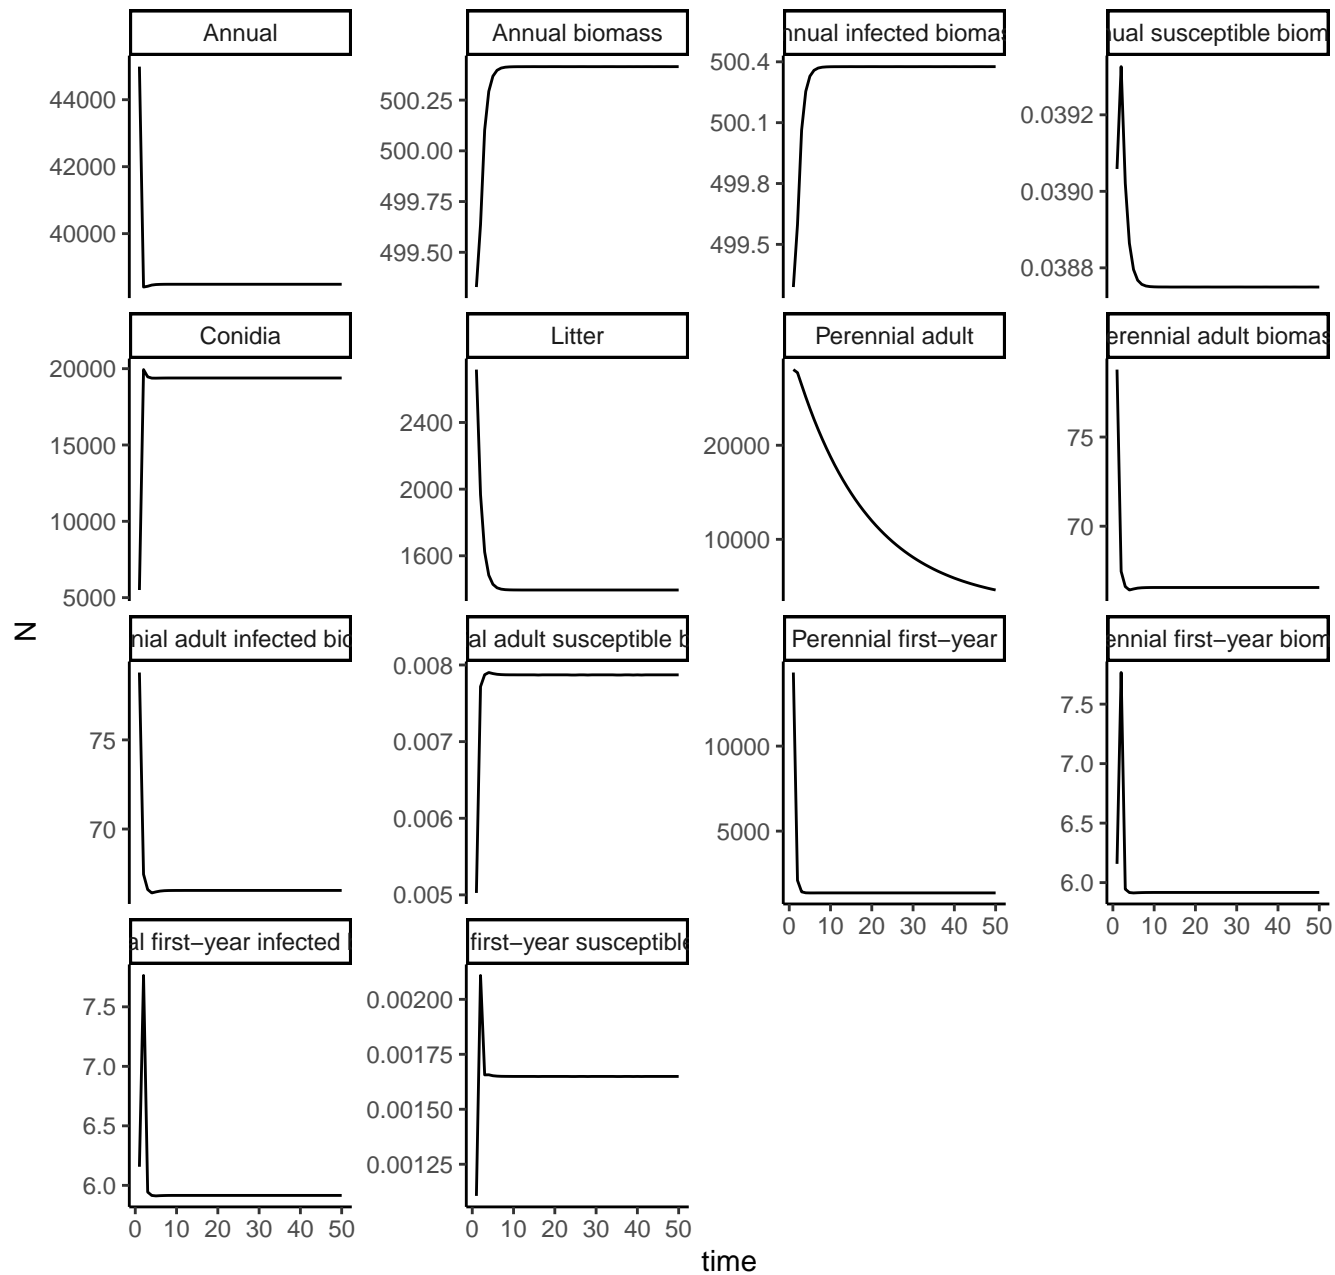 Annual
Annual biomass
nnual infected biomas
ual susceptible biom
44000
42000
40000
500.25
500.00
499.75
499.50
500.4
500.1
499.8
499.5
0.0392
0.0390
0.0388
Conidia
Litter
Perennial adult
erennial adult biomas
20000
15000
10000
5000
2400
2000
1600
20000
10000
75
70
N
nial adult infected bio
al adult susceptible b
Perennial first−year
ennial first−year biom
75
70
0.008
0.007
0.006
0.005
10000
5000
7.5
7.0
6.5
6.0
0 10 20 30 40 50
0 10 20 30 40 50
al first−year infected
first−year susceptible
7.5
7.0
6.5
6.0
0.00200
0.00175
0.00150
0.00125
0 10 20 30 40 50
0 10 20 30 40 50
time